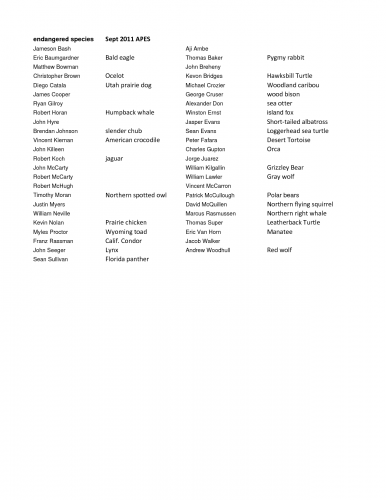 endangered species Sept 2011 APES
Jameson Bash Aji Ambe
Eric Baumgardner Bald eagle Thomas Baker Pygmy rabbit
Matthew Bowman John Breheny
Christopher Brown Ocelot Kevon Bridges Hawksbill Turtle
Diego Catala Utah prairie dog Michael Crozier Woodland caribou
James Cooper George Cruser wood bison
Ryan Gilroy Alexander Don sea otter
Robert Horan Humpback whale Winston Ernst island fox
John Hyre Jasper Evans Short-tailed albatross
Brendan Johnson slender chub Sean Evans Loggerhead sea turtle
Vincent Kiernan American crocodile Peter Fafara Desert Tortoise
John Killeen Charles Gupton Orca
Robert Koch jaguar Jorge Juarez
John McCarty William Kilgallin Grizzley Bear
Robert McCarty William Lawler Gray wolf
Robert McHugh Vincent McCarron
Timothy Moran Northern spotted owl Patrick McCullough Polar bears
Justin Myers David McQuillen Northern flying squirrel
William Neville Marcus Rasmussen Northern right whale
Kevin Nolan Prairie chicken Thomas Super Leatherback Turtle
Myles Proctor Wyoming toad Eric Van Horn Manatee
Franz Rassman Calif. Condor Jacob Walker
John Seeger Lynx Andrew Woodhull Red wolf
Sean Sullivan Florida panther